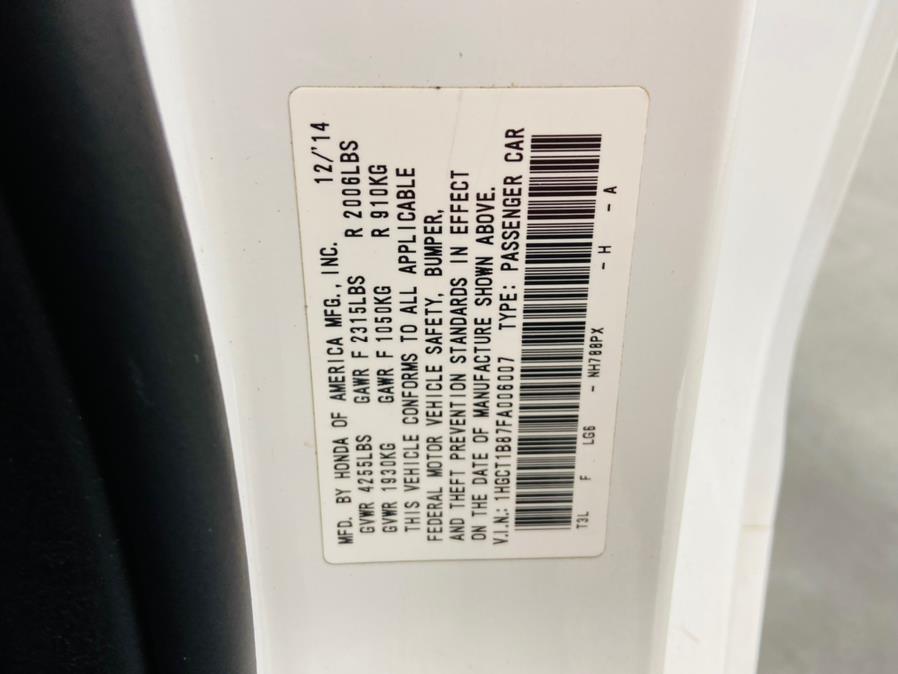 MFD. BY HONDA OF AMERICA MFG., INC. 12/'14
GVWR 4255LBS GAWR F 2315LBS R 2006LBS
GVWR 1930KG GAWR F 1050KG R 910KG
THIS VEHICLE CONFORMS TO ALL APPLICABLE
FEDERAL MOTOR VEHICLE SAFETY, BUMPER,
AND THEFT PREVENTION STANDARDS IN EFFECT
ON THE DATE OF MANUFACTURE SHOWN ABOVE.
V.I.N.: 1HGCT1B87FA006007 TYPE: PASSENGER CAR
T3L F LG6 - NH788PX - H - A